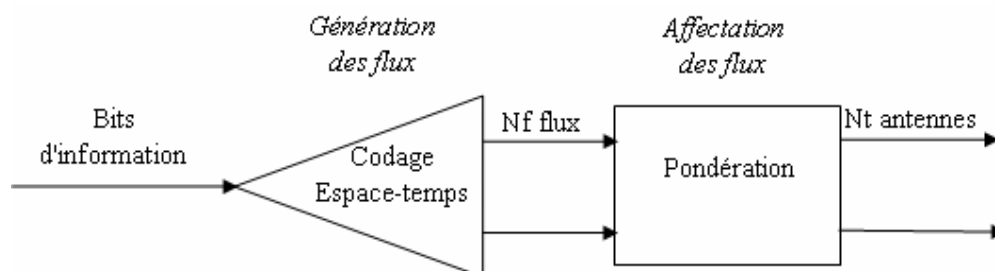 Génération
des flux
Affectation
des flux
Bits
d'information
Codage
Espace-temps
Nf flux
Pondération
Nt antennes